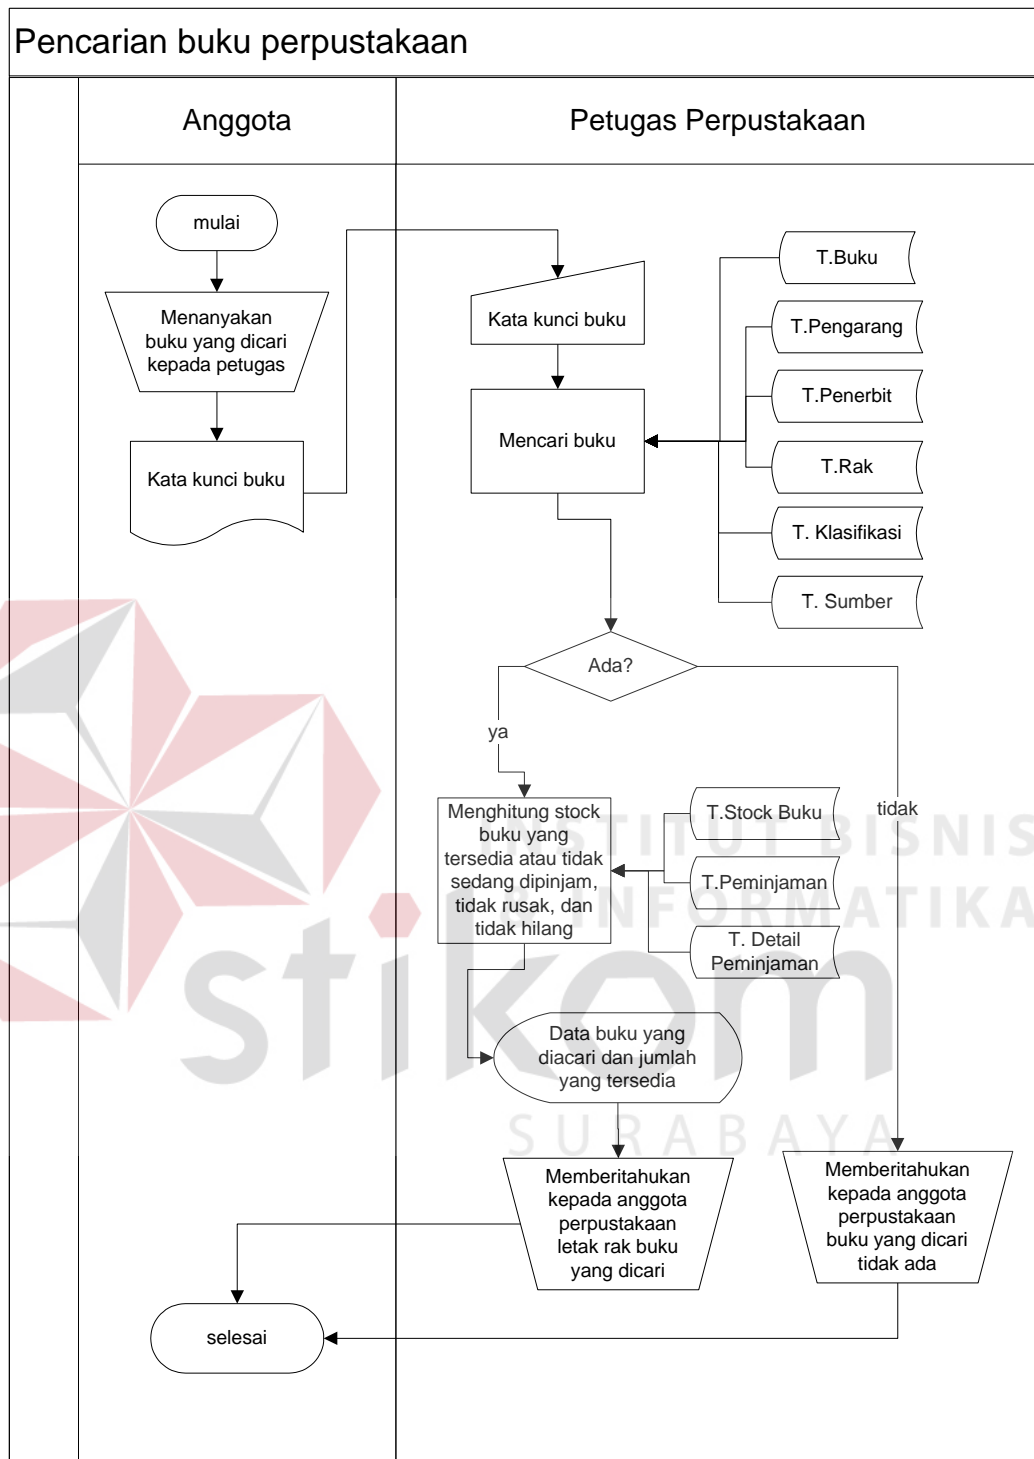 Pencarian buku perpustakaan
Anggota
Petugas Perpustakaan
mulai
Menanyakan
buku yang dicari
kepada petugas
Kata kunci buku
Kata kunci buku
Mencari buku
T.Buku
T.Pengarang
T.Penerbit
T.Rak
T. Klasifikasi
T. Sumber
Ada?
ya
tidak
Menghitung stock
buku yang
tersedia atau tidak
sedang dipinjam,
tidak rusak, dan
tidak hilang
T.Stock Buku
T.Peminjaman
T. Detail
Peminjaman
Data buku yang
diacari dan jumlah
yang tersedia
Memberitahukan
kepada anggota
perpustakaan
letak rak buku
yang dicari
Memberitahukan
kepada anggota
perpustakaan
buku yang dicari
tidak ada
selesai
INSTITUT BISNIS
& INFORMATIKA
stikom
SURABAYA